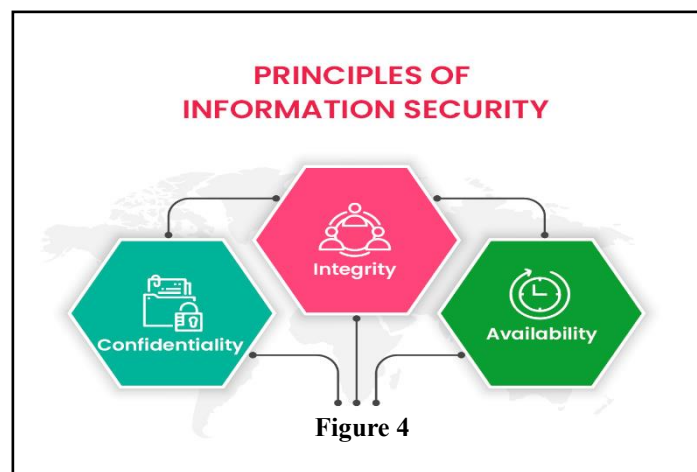 PRINCIPLES OF
INFORMATION SECURITY
Integrity
Confidentiality
Availability
Figure 4